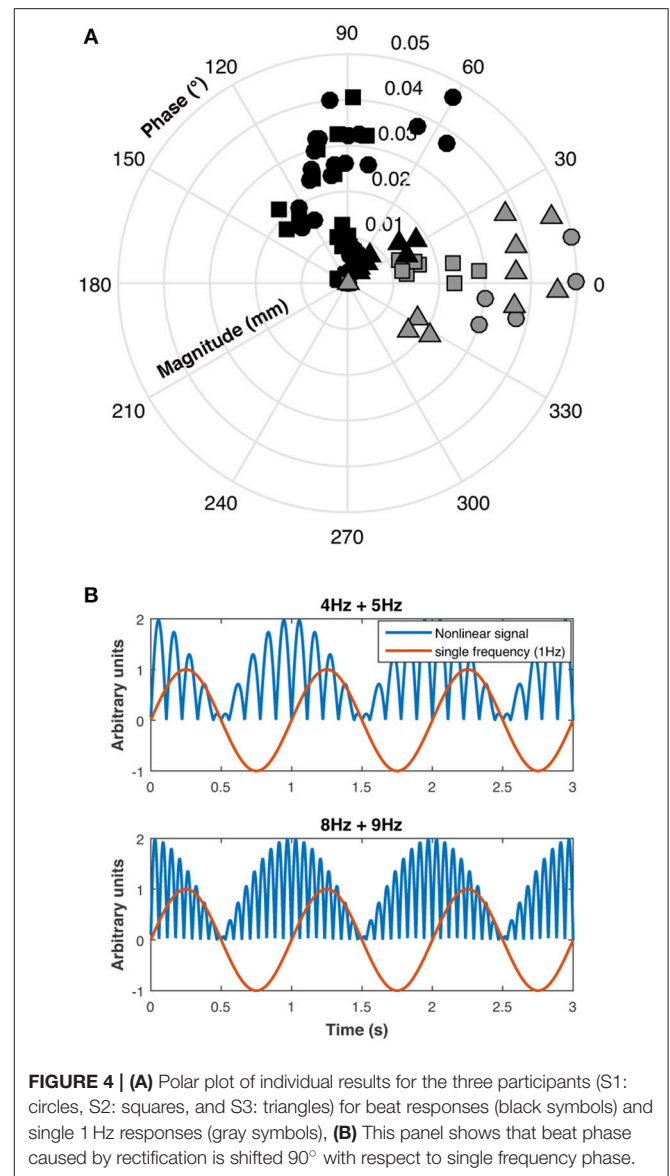 A
90
0.05
120
60
0.04
Phase (°)
0.03
150
30
0.02
0.01
180
0
Magnitude (mm)
210
330
240
300
270
B
4Hz + 5Hz
2
Nonlinear signal
single frequency (1Hz)
1
Arbitrary units
0
-1
0 0.5 1 1.5 2 2.5 3
8Hz + 9Hz
2
1
Arbitrary units
0
-1
0 0.5 1 1.5 2 2.5 3
Time (s)
FIGURE 4 | (A) Polar plot of individual results for the three participants (S1:
circles, S2: squares, and S3: triangles) for beat responses (black symbols) and
single 1 Hz responses (gray symbols), (B) This panel shows that beat phase
caused by rectification is shifted 90° with respect to single frequency phase.